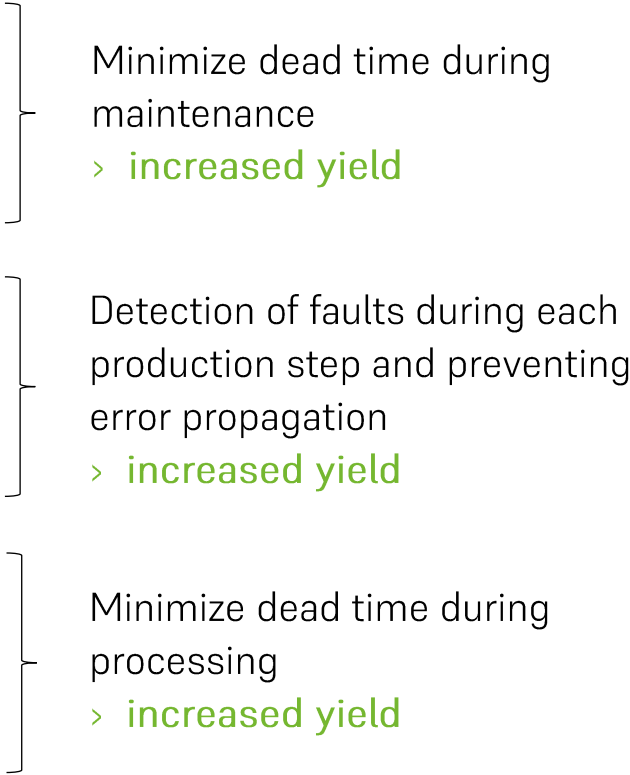 Minimize dead time during
maintenance
› increased yield
Detection of faults during each
production step and preventing
error propagation
› increased yield
Minimize dead time during
processing
› increased yield